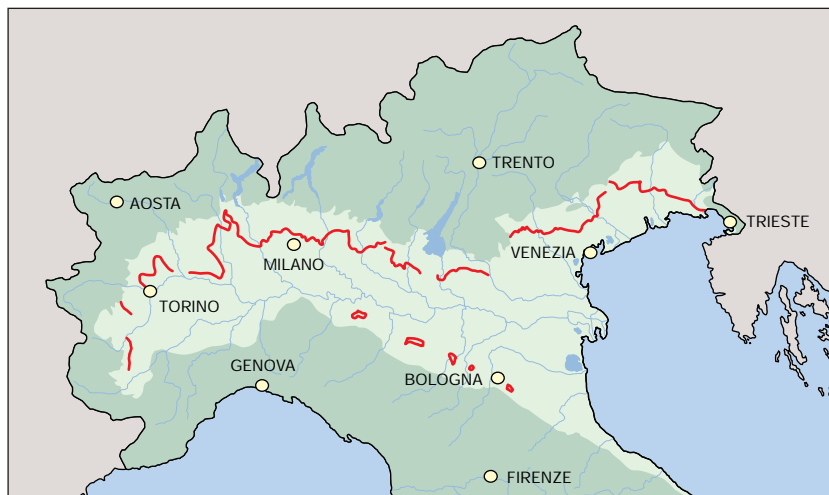 TRENTO
AOSTA
TRIESTE
VENEZIA
MILANO
TORINO
GENOVA
BOLOGNA
FIRENZE